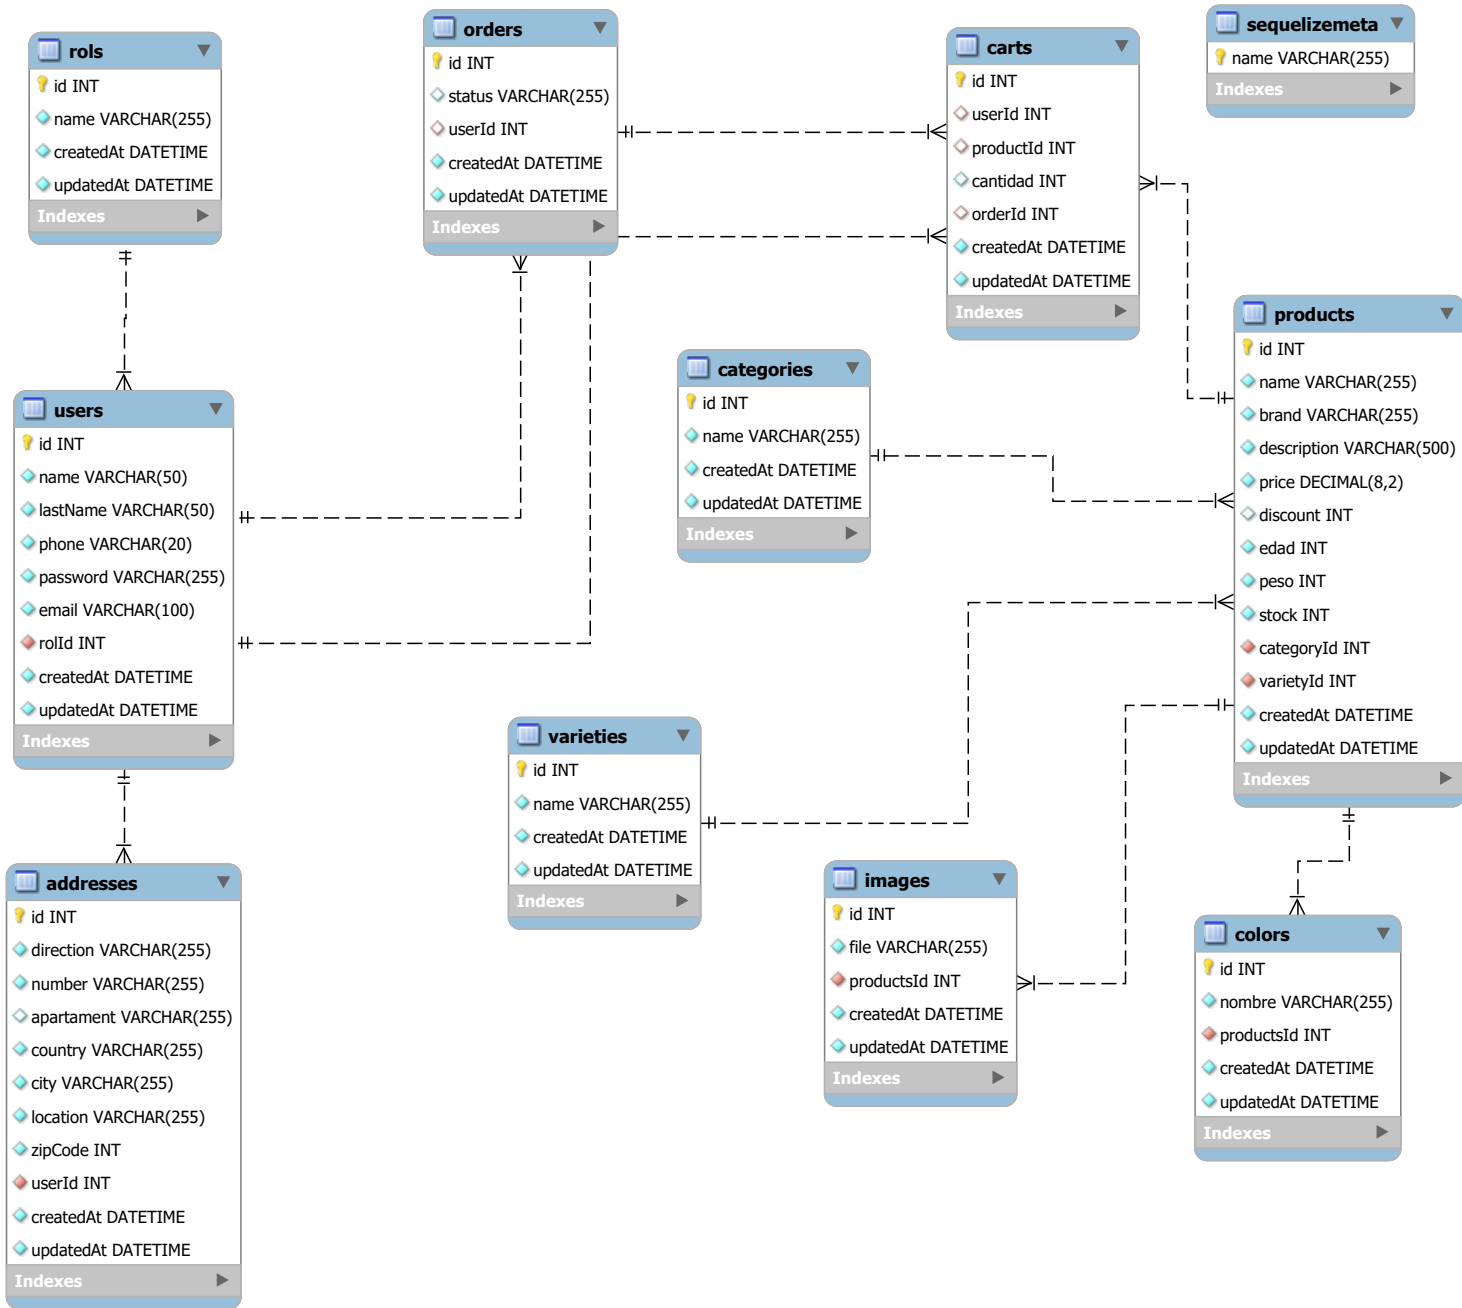 rols
id INT
name VARCHAR(255)
createdAt DATETIME
updatedAt DATETIME
Indexes
orders
id INT
status VARCHAR(255)
userId INT
createdAt DATETIME
updatedAt DATETIME
Indexes
carts
id INT
userId INT
productId INT
cantidad INT
orderId INT
createdAt DATETIME
updatedAt DATETIME
Indexes
sequelizemeta
name VARCHAR(255)
Indexes
users
id INT
name VARCHAR(50)
lastName VARCHAR(50)
phone VARCHAR(20)
password VARCHAR(255)
email VARCHAR(100)
rolId INT
createdAt DATETIME
updatedAt DATETIME
Indexes
categories
id INT
name VARCHAR(255)
createdAt DATETIME
updatedAt DATETIME
Indexes
products
id INT
name VARCHAR(255)
brand VARCHAR(255)
description VARCHAR(500)
price DECIMAL(8,2)
discount INT
edad INT
peso INT
stock INT
categoryId INT
varietyId INT
createdAt DATETIME
updatedAt DATETIME
Indexes
varieties
id INT
name VARCHAR(255)
createdAt DATETIME
updatedAt DATETIME
Indexes
addresses
id INT
direction VARCHAR(255)
number VARCHAR(255)
apartament VARCHAR(255)
country VARCHAR(255)
city VARCHAR(255)
location VARCHAR(255)
zipCode INT
userId INT
createdAt DATETIME
updatedAt DATETIME
Indexes
images
id INT
file VARCHAR(255)
productsId INT
createdAt DATETIME
updatedAt DATETIME
Indexes
colors
id INT
nombre VARCHAR(255)
productsId INT
createdAt DATETIME
updatedAt DATETIME
Indexes